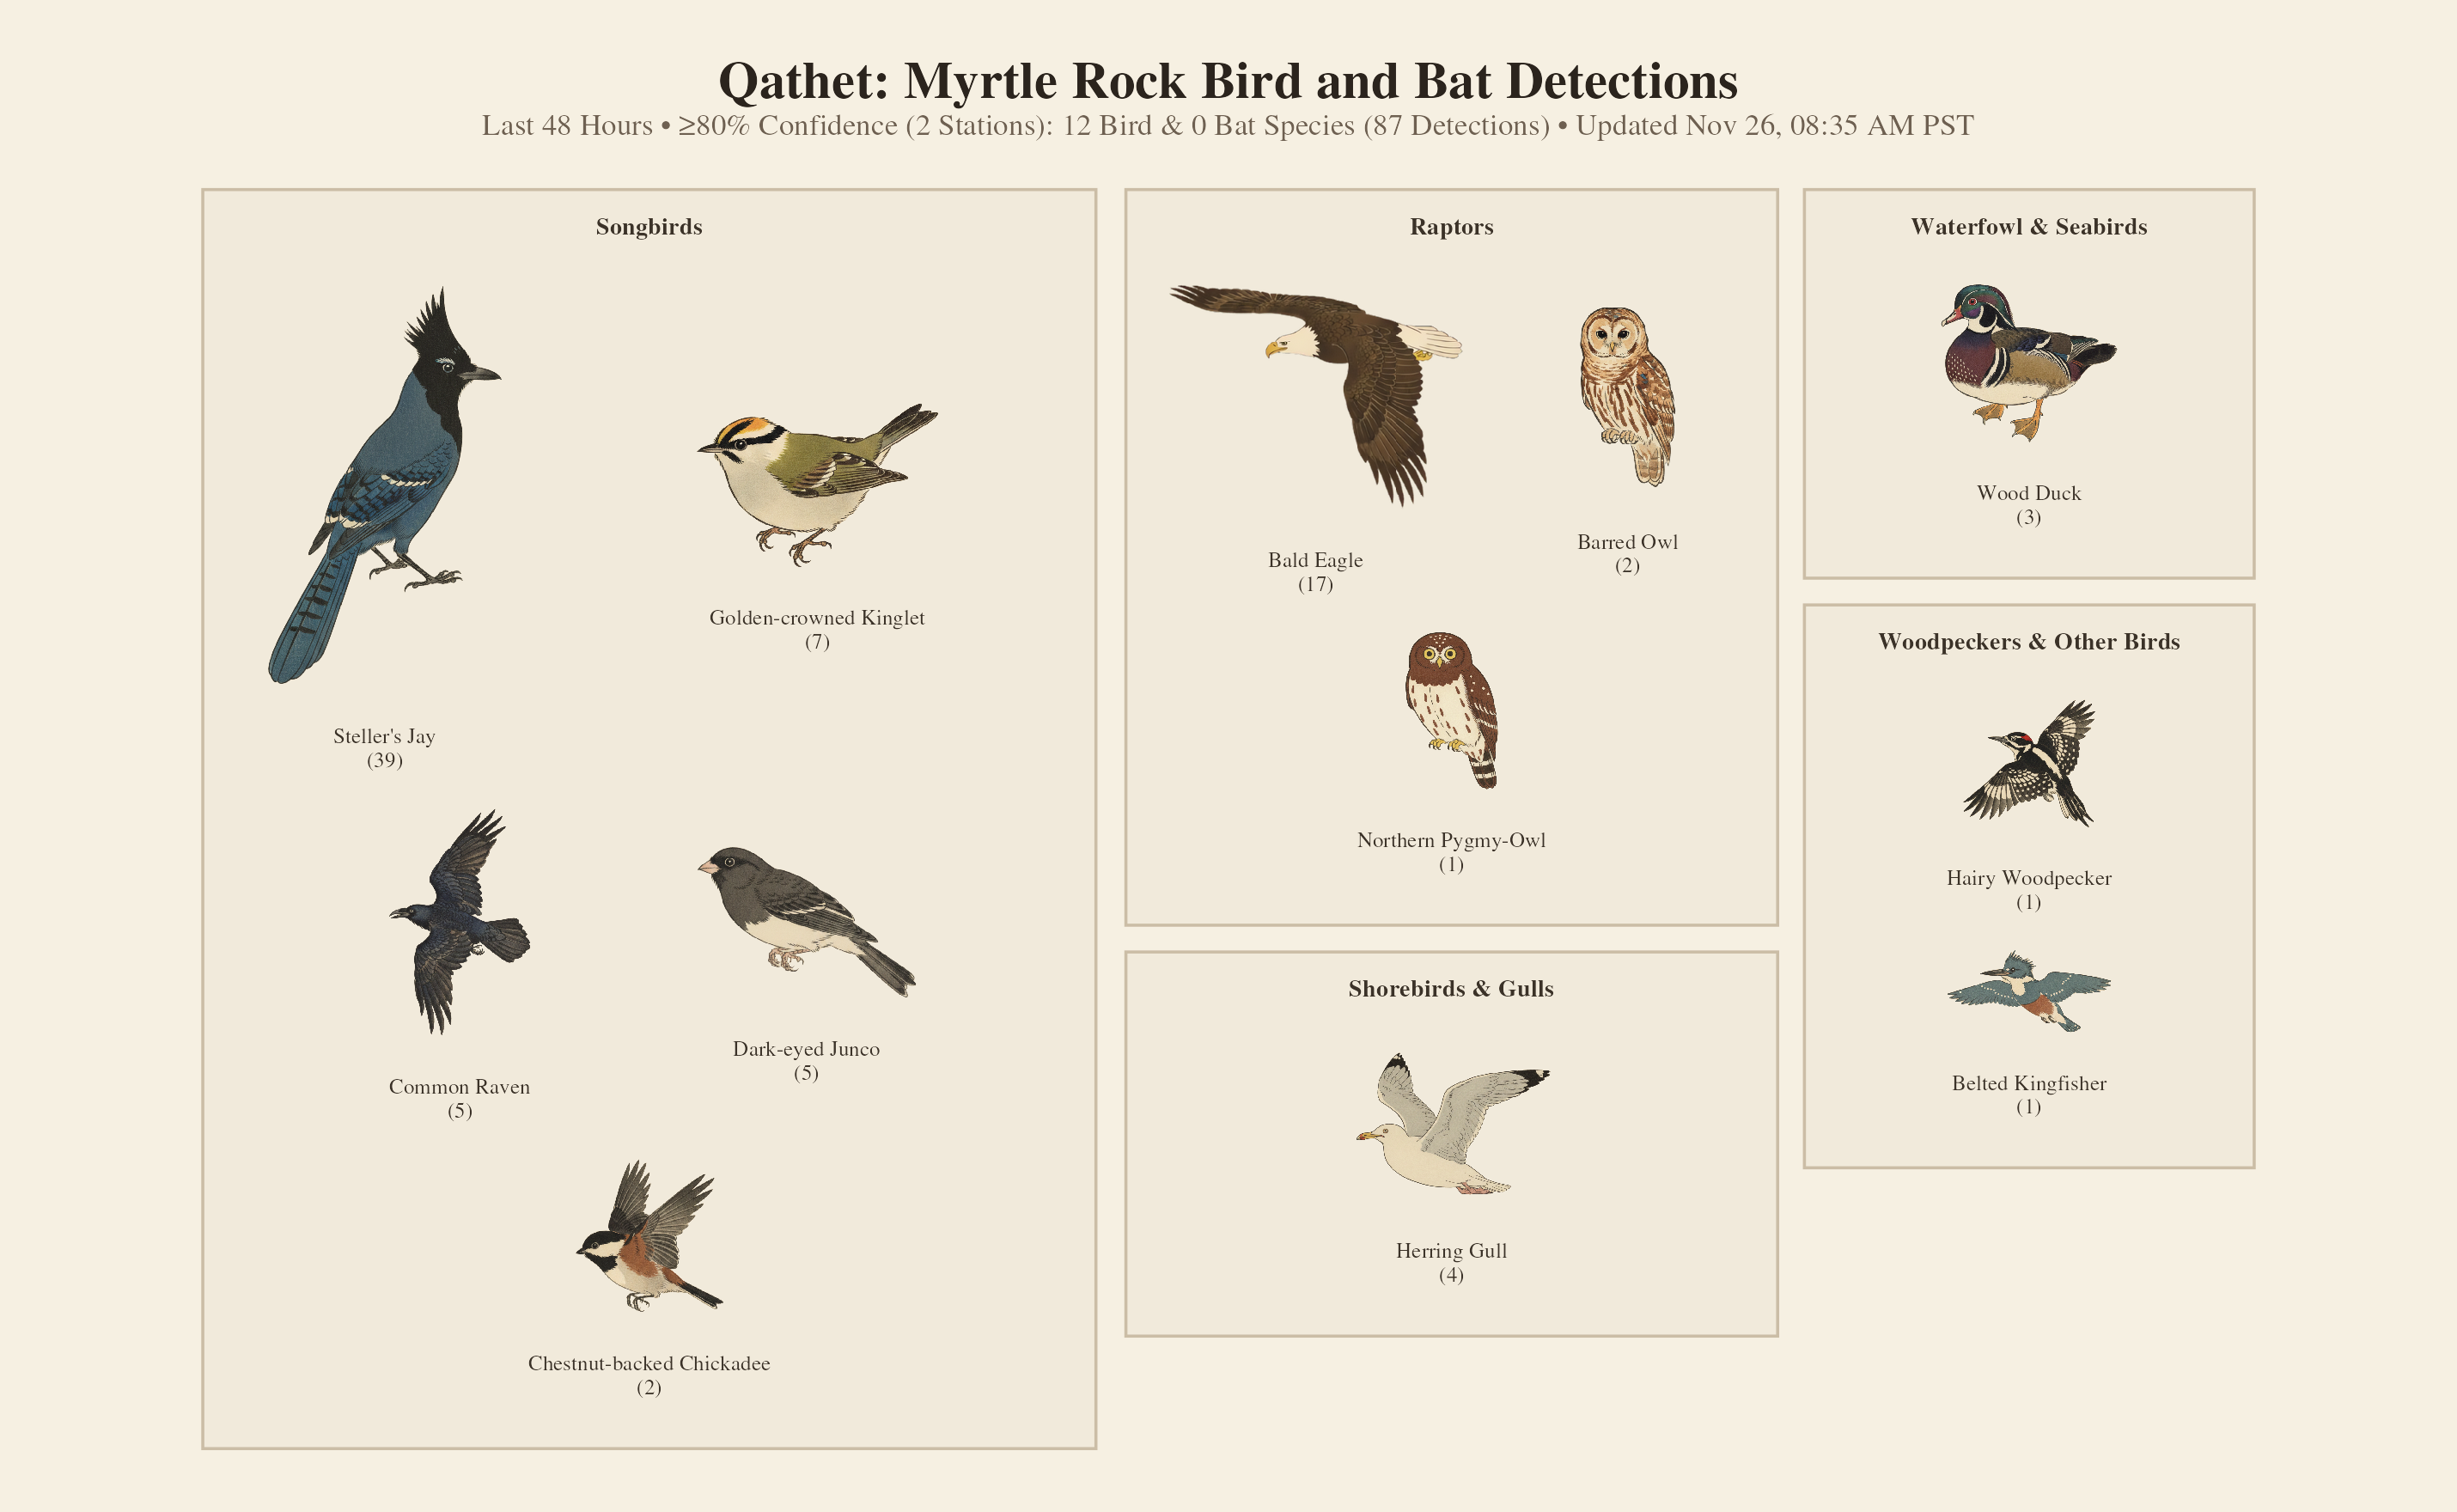 Qathet: Myrtle Rock Bird and Bat Detections
Last 48 Hours • ≥80% Confidence (2 Stations): 12 Bird & 0 Bat Species (87 Detections) • Updated Nov 26, 08:35 AM PST
Songbirds
Steller's Jay
(39)
Golden-crowned Kinglet
(7)
Common Raven
(5)
Dark-eyed Junco
(5)
Chestnut-backed Chickadee
(2)
Raptors
Bald Eagle
(17)
Barred Owl
(2)
Northern Pygmy-Owl
(1)
Shorebirds & Gulls
Herring Gull
(4)
Waterfowl & Seabirds
Wood Duck
(3)
Woodpeckers & Other Birds
Hairy Woodpecker
(1)
Belted Kingfisher
(1)